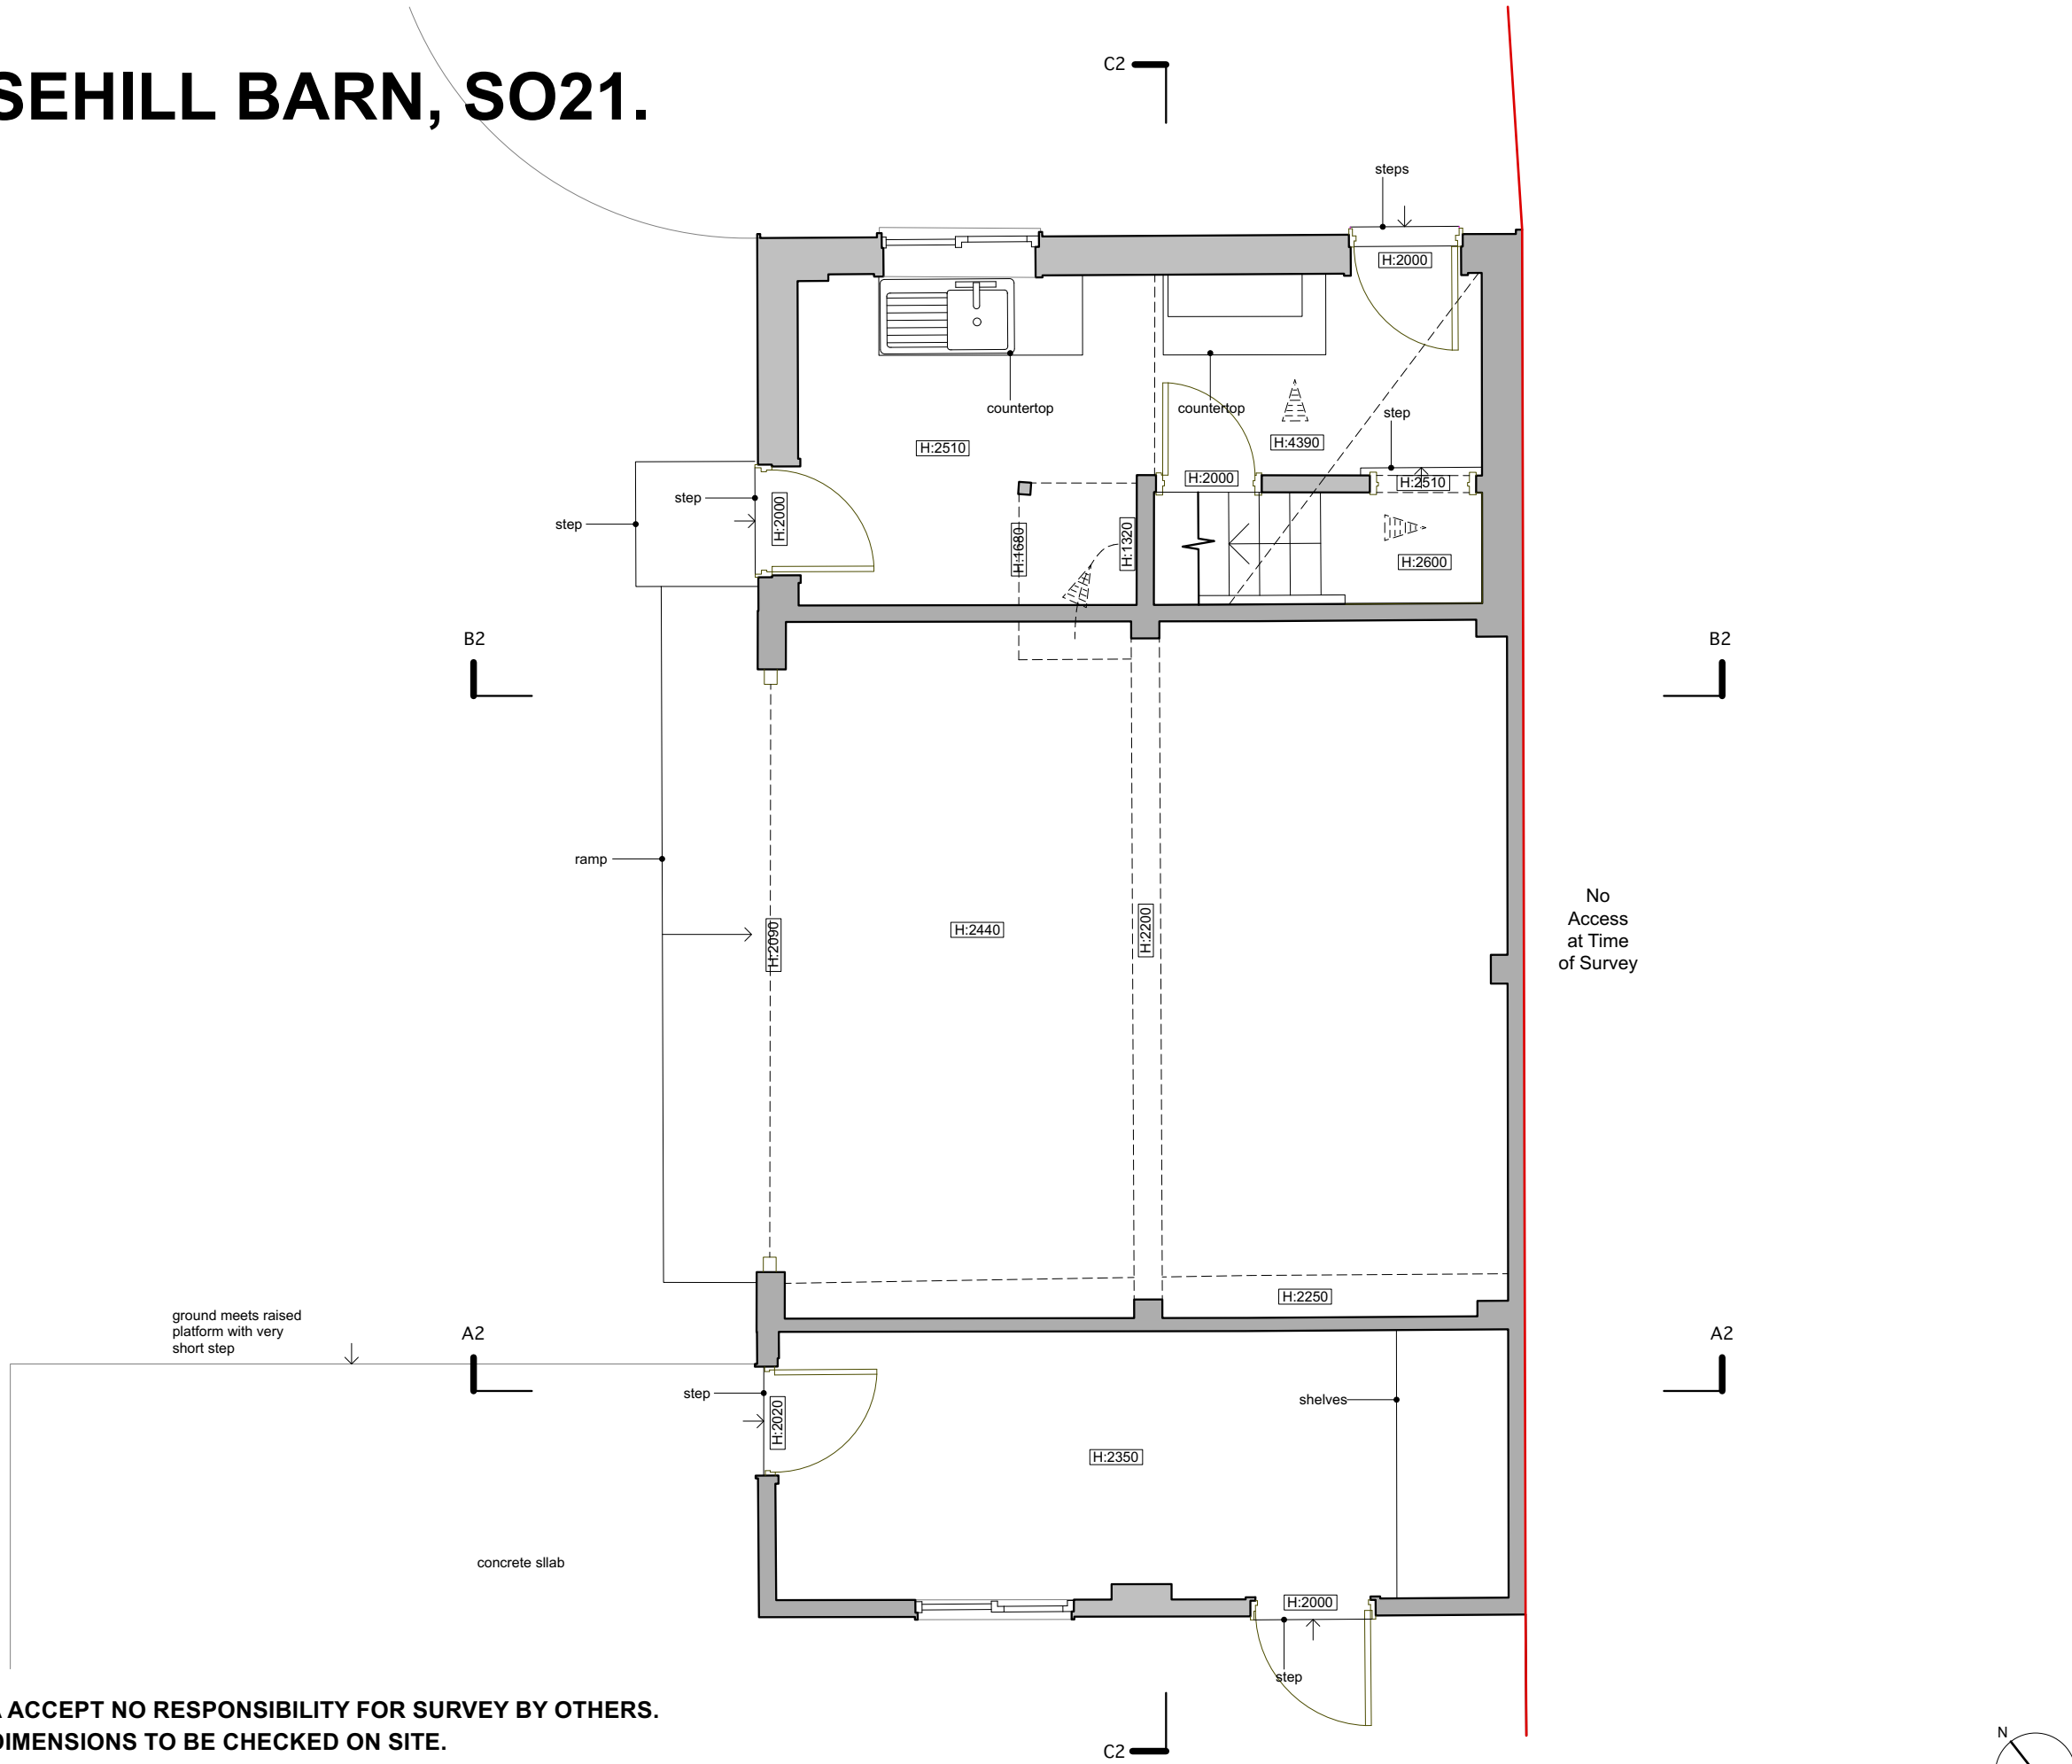 SEHILL BARN, SO21.
C2
steps
H:2000
countertop
countertop
step
H:2510
H:4390
H:2000
H:2510
step
step
H:2000
H:1680
H:1320
H:2600
B2
B2
ramp
H:2090
H:2440
H:2200
No
Access
at Time
of Survey
H:2250
ground meets raised
platform with very
short step
A2
A2
step
H:2020
shelves
H:2350
concrete sllab
H:2000
step
ACCEPT NO RESPONSIBILITY FOR SURVEY BY OTHERS.
DIMENSIONS TO BE CHECKED ON SITE.
C2
N